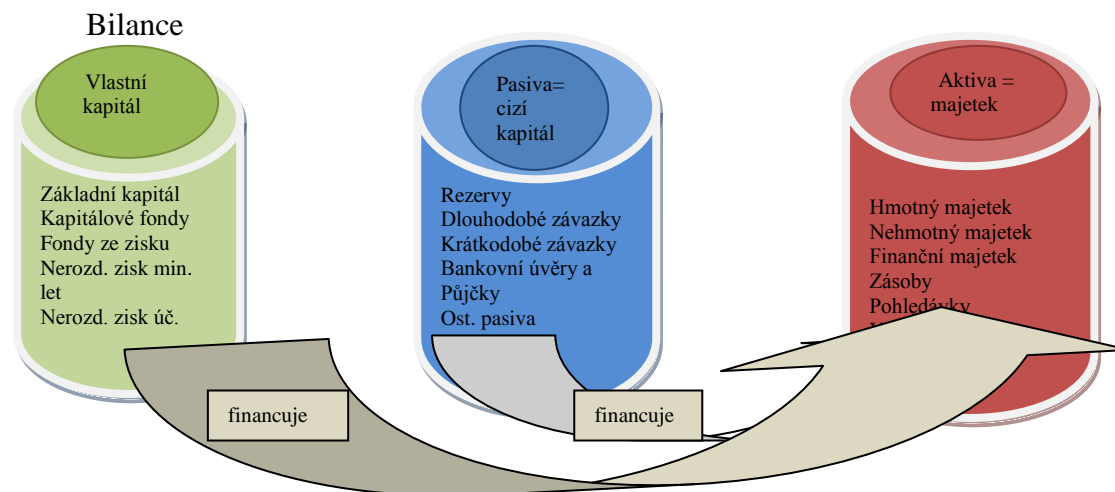 Bilance
Vlastní
kapitál
Základní kapitál
Kapitálové fondy
Fondy ze zisku
Nerozd. zisk min.
let
Nerozd. zisk úč.
Pasiva=
cizí
kapitál
Rezervy
Dlouhodobé závazky
Krátkodobé závazky
Bankovní úvěry a
Půjčky
Ost. pasiva
Aktiva =
majetek
Hmotný majetek
Nehmotný majetek
Finanční majetek
Zásoby
Pohledávky
financuje
financuje